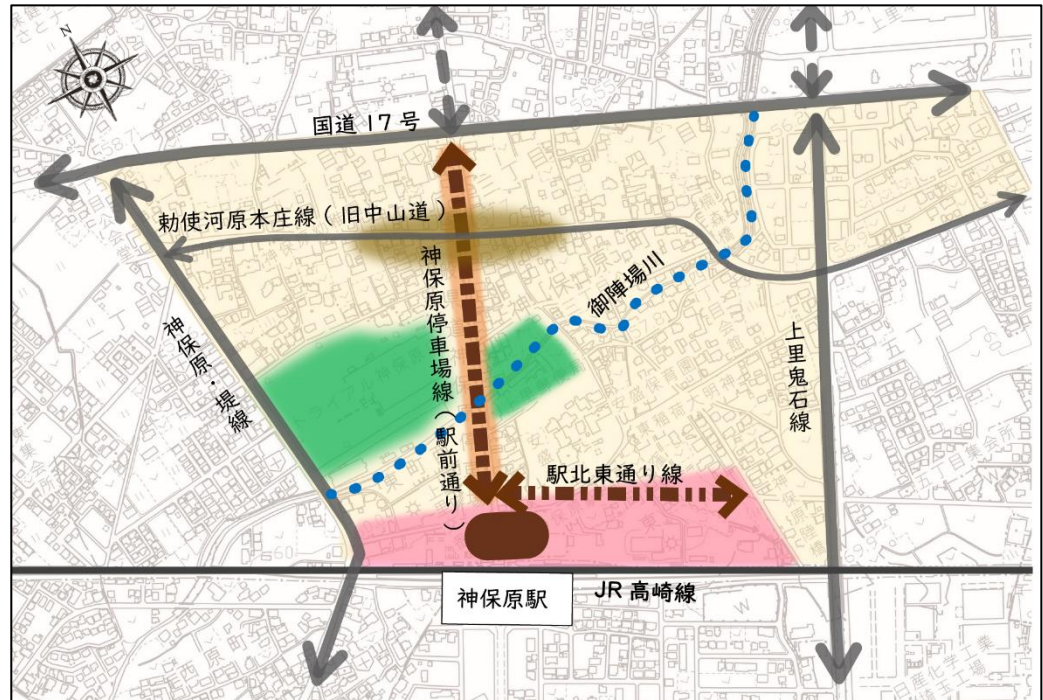 N
国道 17号
勅使河原本庄線(旧中山道)
神保原停車場線(駅前通り)
御陣場川
神保原・堤線
上里鬼石線
駅北東通り線
JR 高崎線
神保原駅